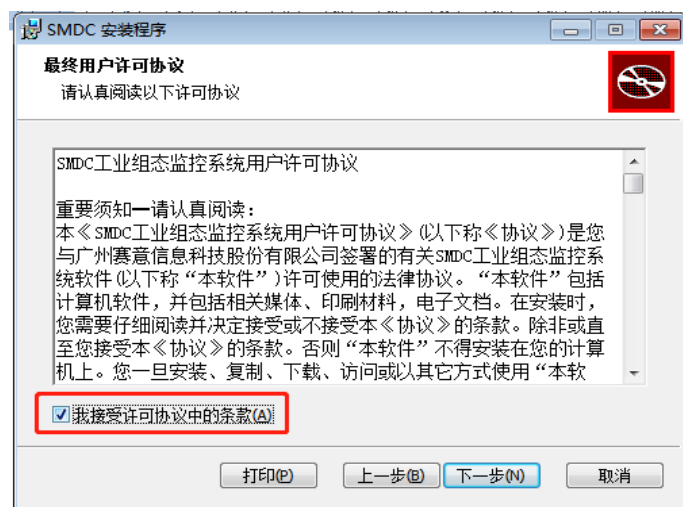 SMDC 安装程序
最终用户许可协议
请认真阅读以下许可协议
SMDC工业组态监控系统用户许可协议
重要须知一请认真阅读：
本《SMDC工业组态监控系统用户许可协议》(以下称《协议》)是您
与广州赛意信息科技股份有限公司签署的有关SMDC工业组态监控系
统软件(以下称“本软件”)许可使用的法律协议。“本软件”包括
计算机软件，并包括相关媒体、印刷材料，电子文档。在安装时，
您需要仔细阅读并决定接受或不接受本《协议》的条款。除非或直
至您接受本《协议》的条款。否则“本软件”不得安装在您的计算
机上。您一旦安装、复制、下载、访问或以其它方式使用“本软
我接受许可协议中的条款(A)
打印(P) 上一步(B) 下一步(N) 取消